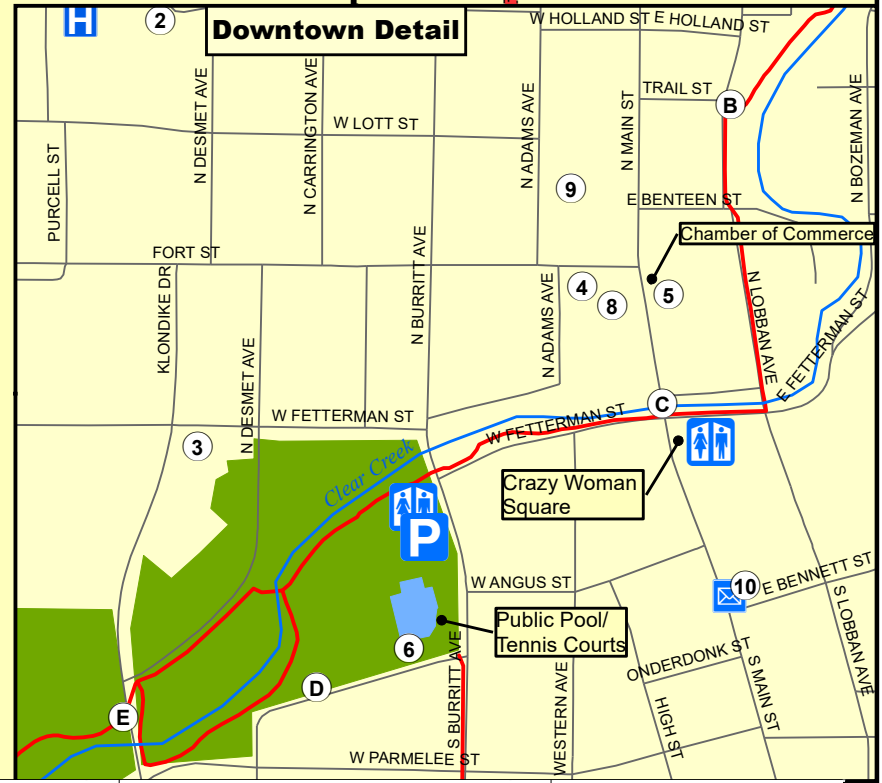 H
2
Downtown Detail
W HOLLAND ST
E HOLLAND ST
TRAIL ST
B
N DESMET AVE
N CARRINGTON AVE
W LOTT ST
N ADAMS AVE
N MAIN ST
N BOZEMAN AVE
PURCELL ST
9
E BENTEEN ST
Chamber of Commerce
FORT ST
N BURRITT AVE
KLONDIKE DR
N ADAMS AVE
4
8
5
N LOBBAN AVE
E FETTERMAN ST
N DESMET AVE
W FETTERMAN ST
W FETTERMAN ST
C
3
Clear Creek
Crazy Woman
Square
P
W ANGUS ST
10
E BENNETT ST
Public Pool/
Tennis Courts
6
S BURRITT AVE
ONDERDONK ST
S LOBBAN AVE
D
E
WESTERN AVE
HIGH ST
S MAIN ST
W PARMELEE ST